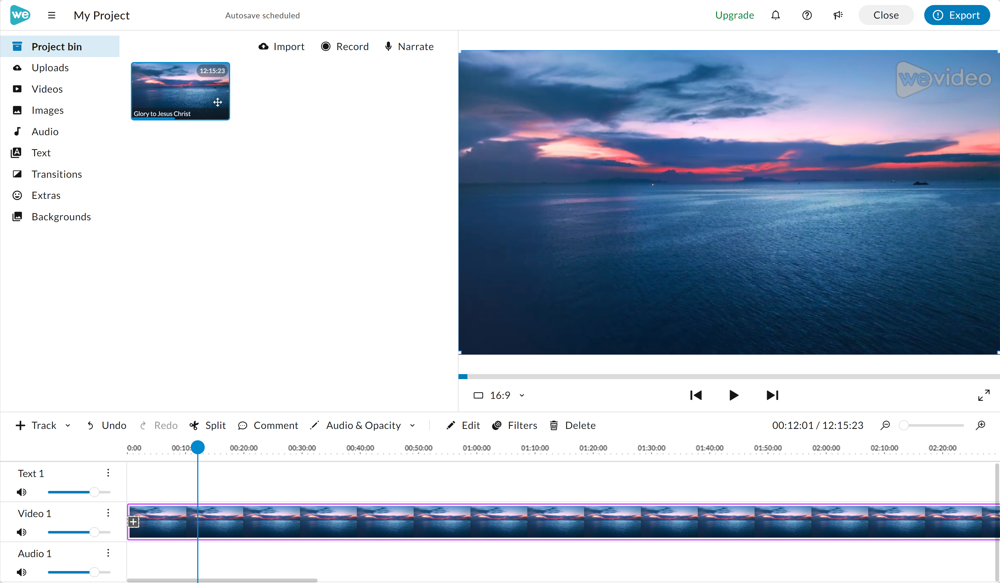 we
My Project
Autosave scheduled
Upgrade
Close
Export
Project bin
Uploads
Videos
Images
Audio
Text
Transitions
Extras
Backgrounds
Import
Record
Narrate
12:15:23
Glory to Jesus Christ
wevideo
16:9
Track
Undo
Redo
Split
Comment
Audio & Opacity
Edit
Filters
Delete
00:12:01 / 12:15:23
0:00 00:10: 00:20:00 00:30:00 00:40:00 00:50:00 01:00:00 01:10:00 01:20:00 01:30:00 01:40:00 01:50:00 02:00:00 02:10:00 02:20:00
Text 1
Video 1
Audio 1